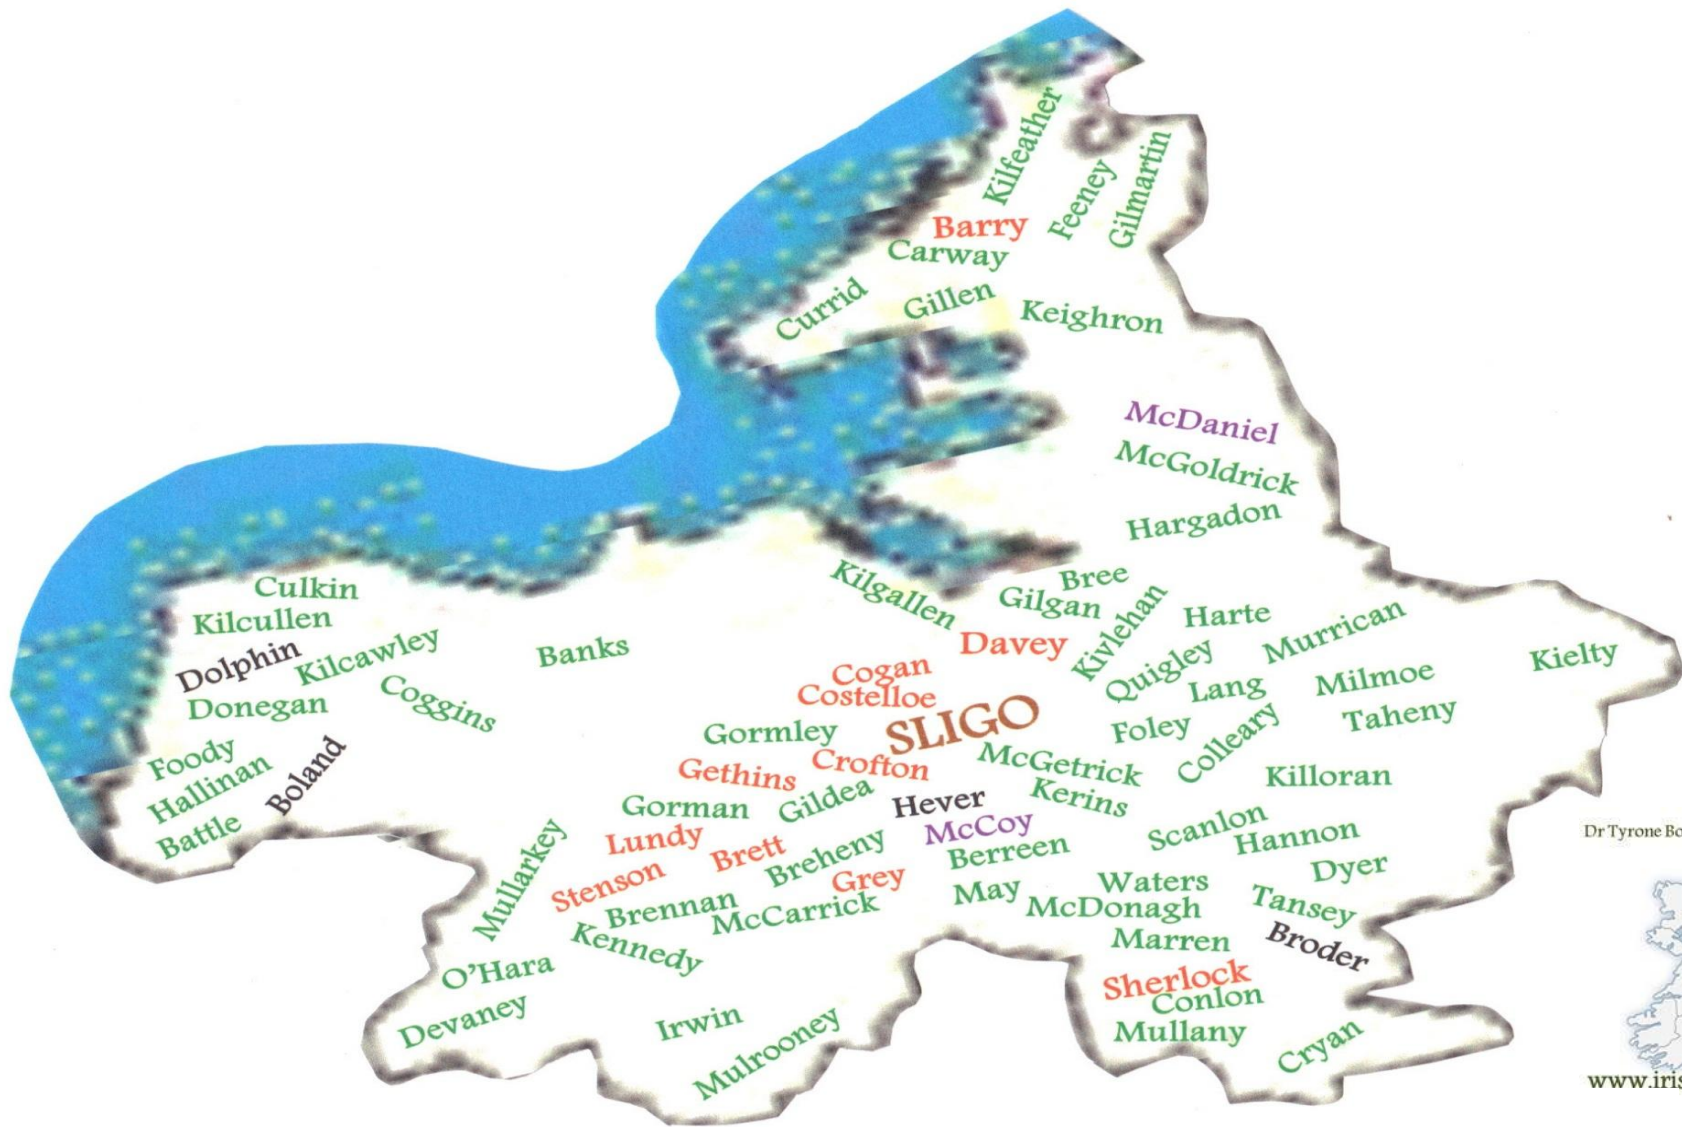 Kilfeather
Feeney
Gilmartin
Barry
Carway
Currid
Gillen
Keighron
McDaniel
McGoldrick
Hargadon
Culkin
Kilcullen
Dolphin
Kilcawley
Donegan
Coggins
Banks
Foody
Hallinan
Boland
Battle
Kilgallen
Bree
Gilgan
Kivlehan
Harte
Murrican
Davey
Cogan
Costelloe
Quigley
Lang
Milmoe
Kielty
SLIGO
Gormley
Foley
Colleary
Taheny
Gethins
Crofton
McGetrick
Killoran
Gorman
Gildea
Hever
Kerins
Lundy
Brett
McCoy
Scanlon
Hannon
Mullarkey
Stenson
Breheny
Berreen
Grey
Dyer
Brennan
McCarrick
May
Waters
McDonagh
Tansey
Kennedy
Marren
Broder
O'Hara
Sherlock
Conlon
Devaney
Irwin
Mulrooney
Mullany
Cryan
Dr Tyrone Bo
www.iris